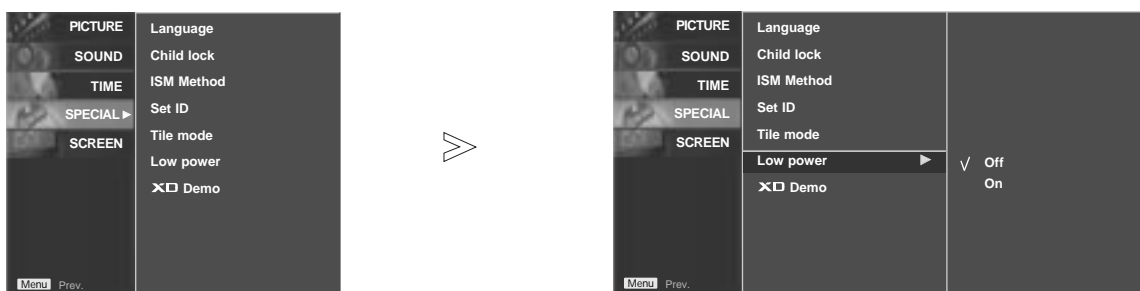 PICTURE
SOUND
TIME
SPECIAL
SCREEN
Language
Child lock
ISM Method
Set ID
Tile mode
Low power
XD Demo
Menu Prev.
PICTURE
SOUND
TIME
SPECIAL
SCREEN
Language
Child lock
ISM Method
Set ID
Tile mode
Low power
XD Demo
Off
On
Menu Prev.